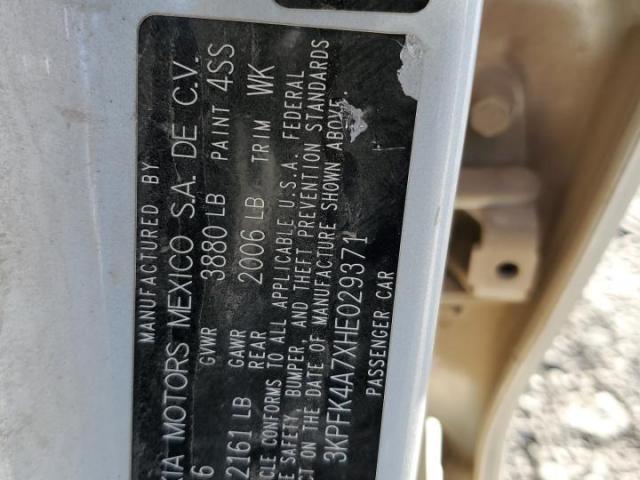 MANUFACTURED BY
KIA MOTORS MEXICO S.A. DE C.V.
6 GVWR 3880 LB PAINT 4SS
2161 LB GAWR REAR 2006 LB TRIM WK
CLE CONFORMS TO ALL APPLICABLE U.S.A. FEDERAL
E SAFETY, BUMPER, AND THEFT PREVENTION STANDARDS
CT ON THE DATE OF MANUFACTURE SHOWN ABOVE.
3KPFK4A7XHE029371
PASSENGER CAR